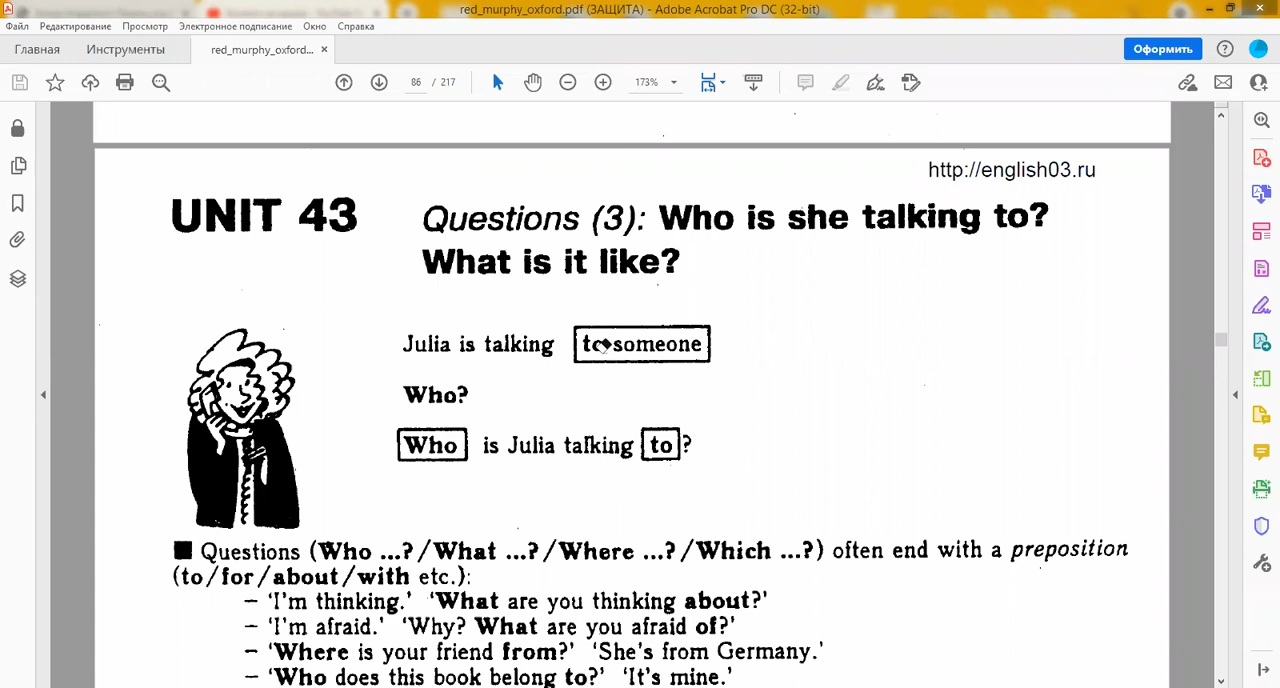 red_murphy_oxford.pdf (ЗАЩИТА) - Adobe Acrobat Pro DC (32-bit)
Файл Редактирование Просмотр Электронное подписание Окно Справка
Главная Инструменты red_murphy_oxford... × Оформить
86 / 217 173%
http://english03.ru
UNIT 43 Questions (3): Who is she talking to?
What is it like?
Julia is talking to someone
Who?
Who is Julia talking to?
■ Questions (Who ...?/What ...?/Where ...?/Which ...?) often end with a preposition
(to/for/about/with etc.):
– ‘I'm thinking.’ ‘What are you thinking about?’
– ‘I'm afraid.’ ‘Why? What are you afraid of?’
– ‘Where is your friend from?’ ‘She's from Germany.’
– ‘Who does this book belong to?’ ‘It's mine.’